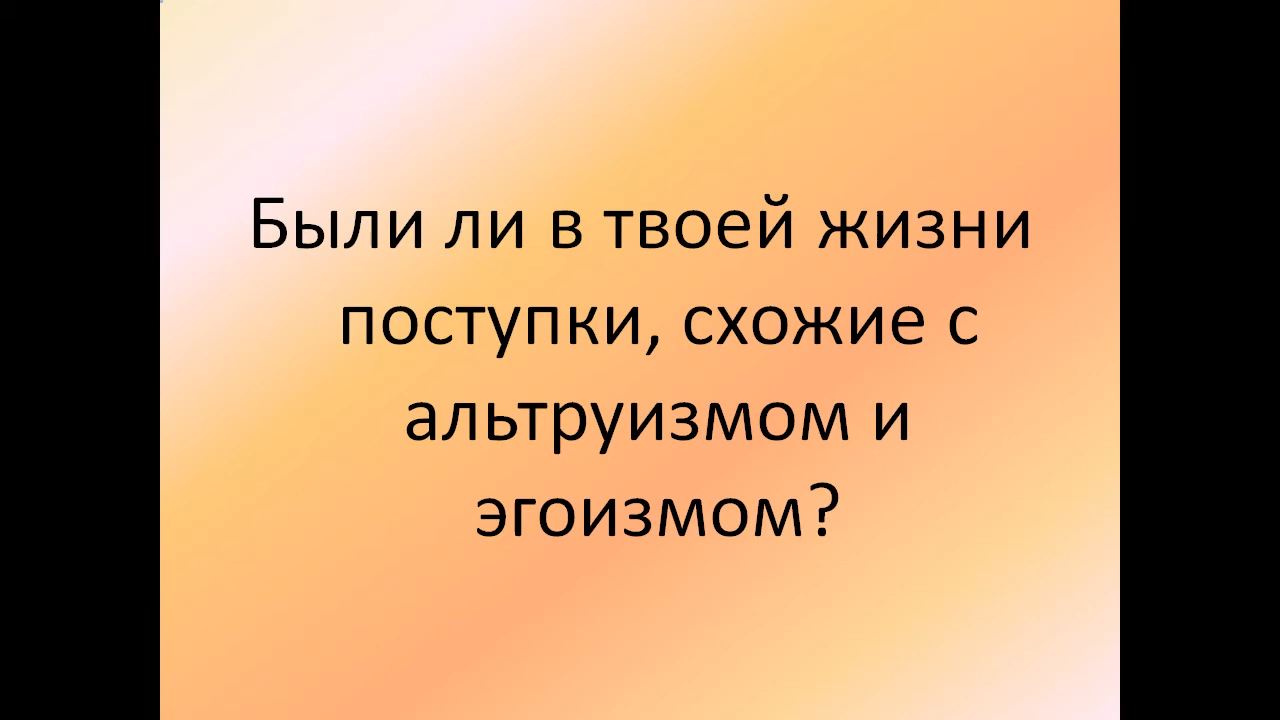 Были ли в твоей жизни
поступки, схожие с
альтруизмом и
эгоизмом?